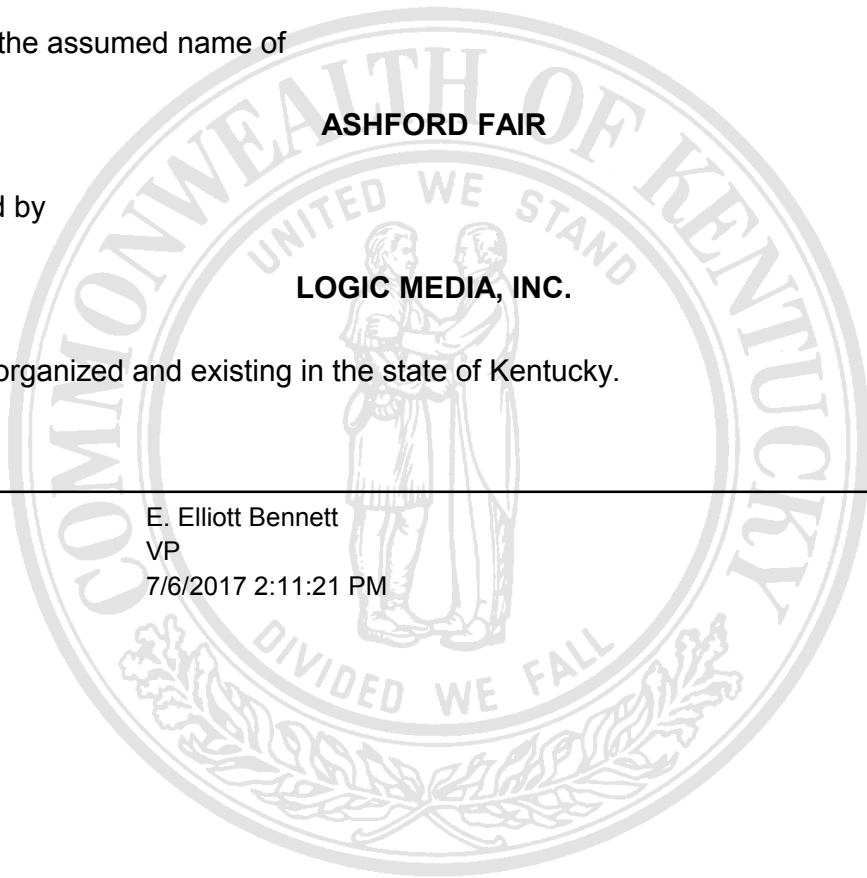 the assumed name of
ASHFORD FAIR
d by
LOGIC MEDIA, INC.
organized and existing in the state of Kentucky.
E. Elliott Bennett
VP
7/6/2017 2:11:21 PM
COMMONWEALTH OF KENTUCKY
UNITED WE STAND
DIVIDED WE FALL